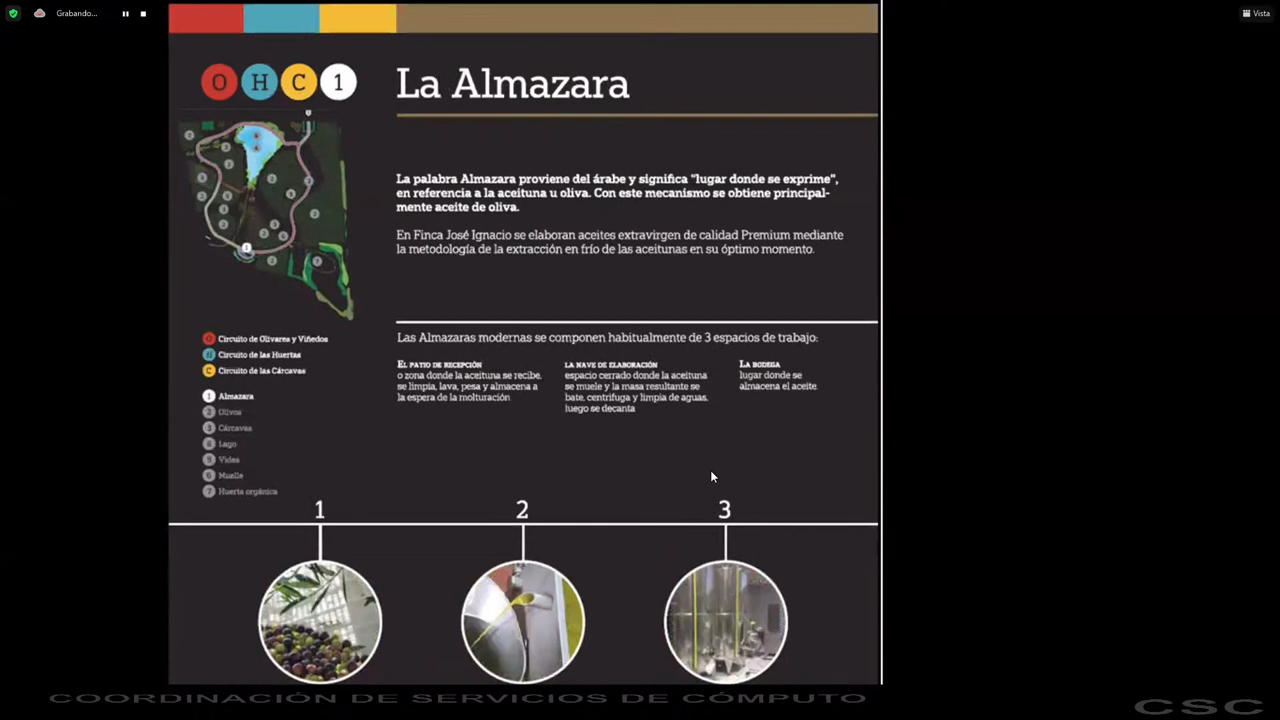 Grabando...
Vista
O H C 1
La Almazara
La palabra Almazara proviene del árabe y significa "lugar donde se exprime",
en referencia a la aceituna u oliva. Con este mecanismo se obtiene principal-
mente aceite de oliva.
En Finca José Ignacio se elaboran aceites extravirgen de calidad Premium mediante
la metodología de la extracción en frío de las aceitunas en su óptimo momento.
O Circuito de Olivares y Viñedos
H Circuito de las Huertas
C Circuito de las Cárcavas
1 Almazara
2 Olivos
3 Cárcavas
4 Lago
5 Vides
6 Muelle
7 Huerta orgánica
Las Almazaras modernas se componen habitualmente de 3 espacios de trabajo:
El patio de recepción
o zona donde la aceituna se recibe,
se limpia, lava, pesa y almacena a
la espera de la molturación
La nave de elaboración
espacio cerrado donde la aceituna
se muele y la masa resultante se
bate, centrifuga y limpia de aguas,
luego se decanta
La bodega
lugar donde se
almacena el aceite.
1
2
3
COORDINACIÓN DE SERVICIOS DE CÓMPUTO
CSC